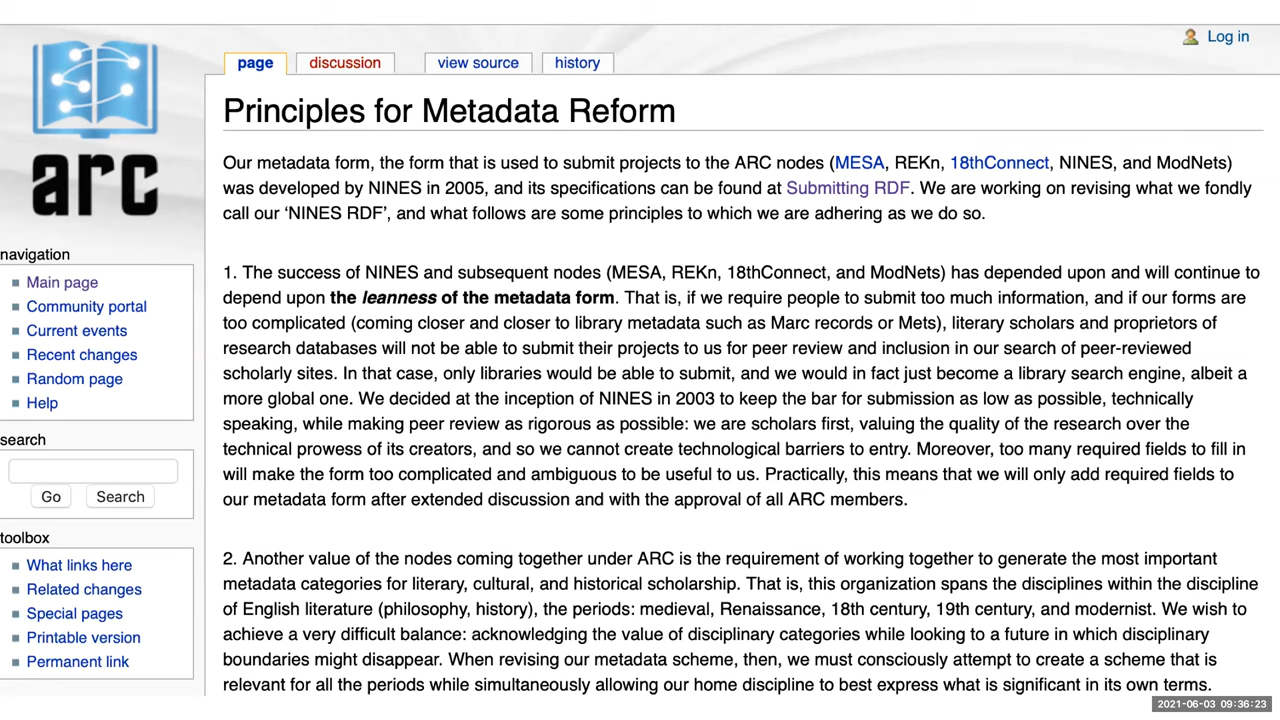 Log in
page
discussion
view source
history
arc
Principles for Metadata Reform
Our metadata form, the form that is used to submit projects to the ARC nodes (MESA, REKn, 18thConnect, NINES, and ModNets)
was developed by NINES in 2005, and its specifications can be found at Submitting RDF. We are working on revising what we fondly
call our ‘NINES RDF’, and what follows are some principles to which we are adhering as we do so.
1. The success of NINES and subsequent nodes (MESA, REKn, 18thConnect, and ModNets) has depended upon and will continue to
depend upon the leanness of the metadata form. That is, if we require people to submit too much information, and if our forms are
too complicated (coming closer and closer to library metadata such as Marc records or Mets), literary scholars and proprietors of
research databases will not be able to submit their projects to us for peer review and inclusion in our search of peer-reviewed
scholarly sites. In that case, only libraries would be able to submit, and we would in fact just become a library search engine, albeit a
more global one. We decided at the inception of NINES in 2003 to keep the bar for submission as low as possible, technically
speaking, while making peer review as rigorous as possible: we are scholars first, valuing the quality of the research over the
technical prowess of its creators, and so we cannot create technological barriers to entry. Moreover, too many required fields to fill in
will make the form too complicated and ambiguous to be useful to us. Practically, this means that we will only add required fields to
our metadata form after extended discussion and with the approval of all ARC members.
2. Another value of the nodes coming together under ARC is the requirement of working together to generate the most important
metadata categories for literary, cultural, and historical scholarship. That is, this organization spans the disciplines within the discipline
of English literature (philosophy, history), the periods: medieval, Renaissance, 18th century, 19th century, and modernist. We wish to
achieve a very difficult balance: acknowledging the value of disciplinary categories while looking to a future in which disciplinary
boundaries might disappear. When revising our metadata scheme, then, we must consciously attempt to create a scheme that is
relevant for all the periods while simultaneously allowing our home discipline to best express what is significant in its own terms.
navigation
Main page
Community portal
Current events
Recent changes
Random page
Help
search
Go
Search
toolbox
What links here
Related changes
Special pages
Printable version
Permanent link
2021-06-03 09:36:23